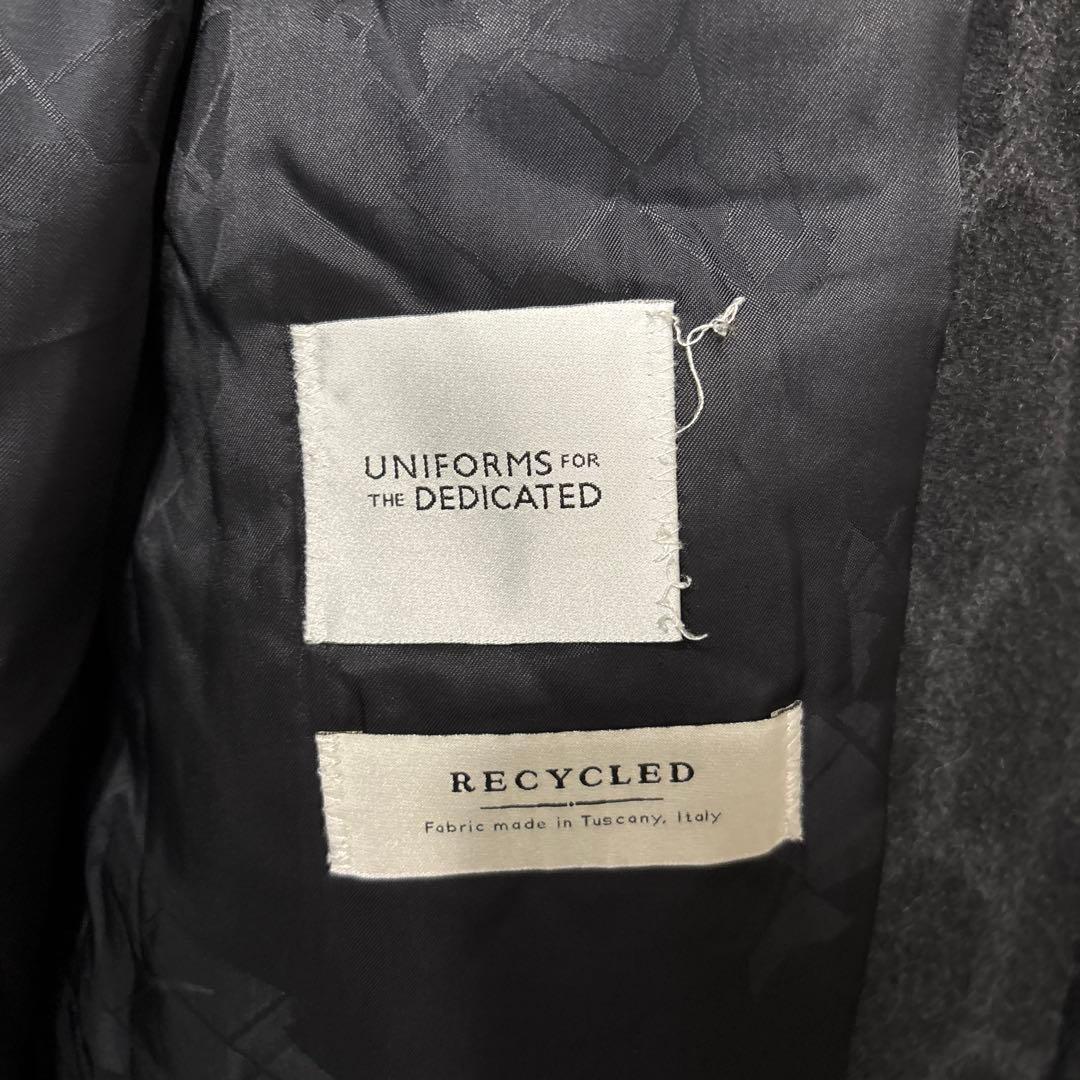 UNIFORMS FOR
THE DEDICATED
RECYCLED
Fabric made in Tuscany, Italy